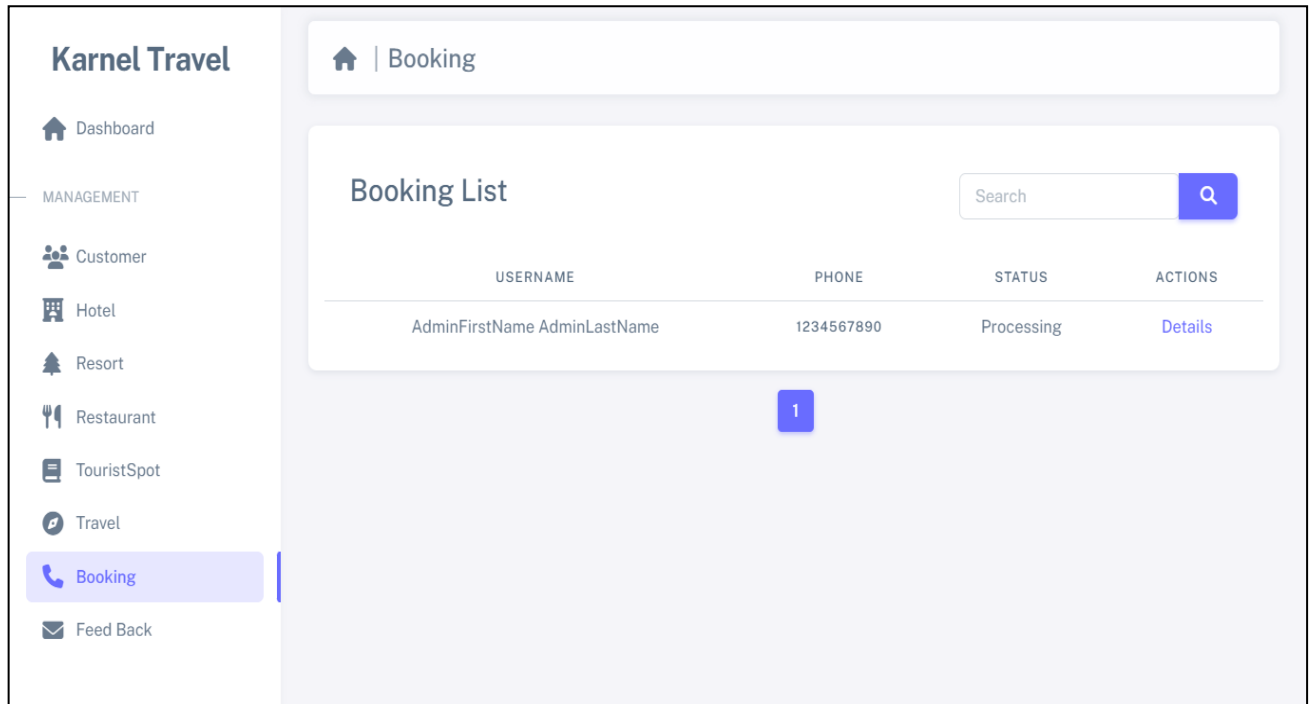 Karnel Travel
Dashboard
MANAGEMENT
Customer
Hotel
Resort
Restaurant
TouristSpot
Travel
Booking
Feed Back
| Booking
Booking List
Search
USERNAME PHONE STATUS ACTIONS
AdminFirstName AdminLastName 1234567890 Processing Details
1